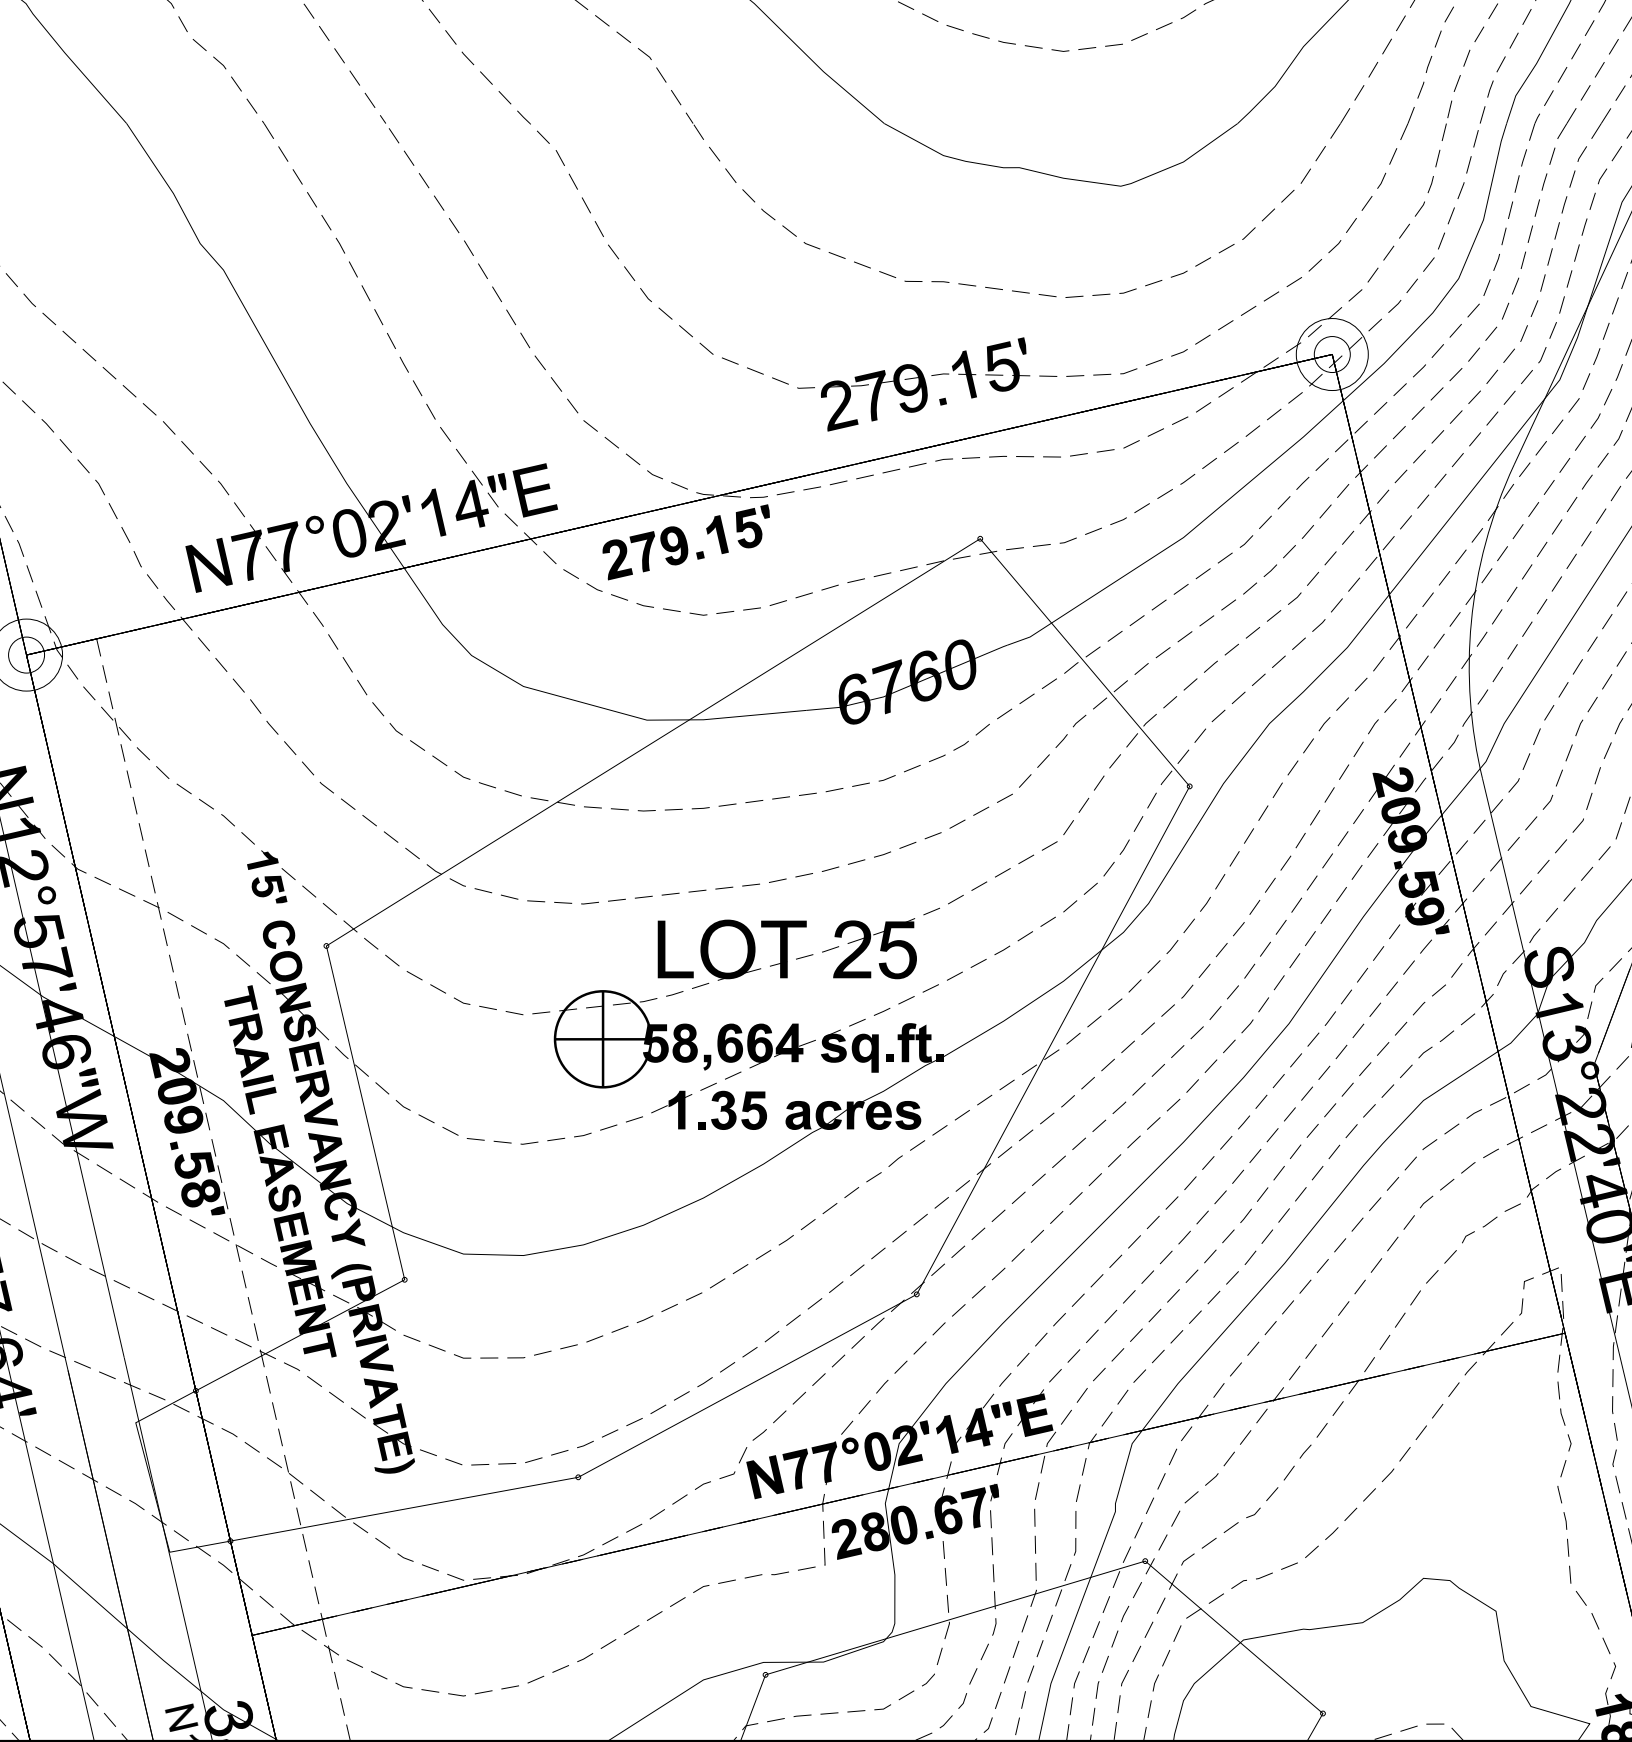 279.15'
N77°02'14"E
279.15'
6760
N12°57'46"W
209.59'
15' CONSERVANCY (PRIVATE)
TRAIL EASEMENT
LOT 25
58,664 sq.ft.
1.35 acres
209.58'
S13°22'40"E
N77°02'14"E
280.67'